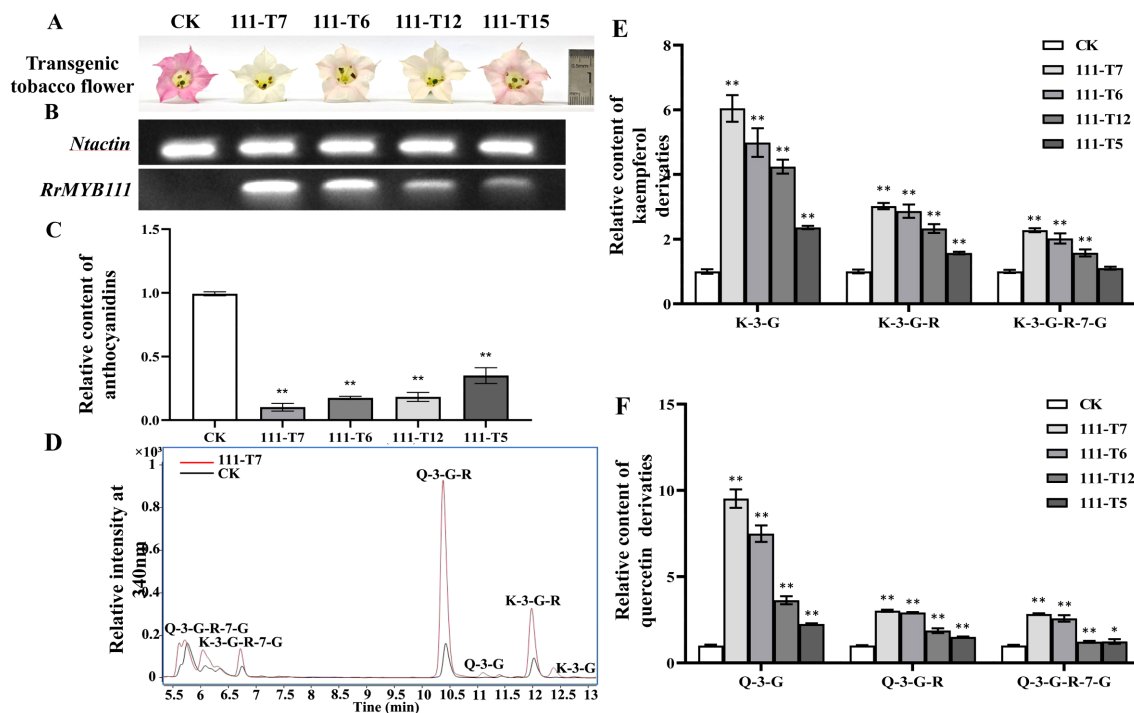 A
CK 111-T7 111-T6 111-T12 111-T15
Transgenic
tobacco flower
0.5mm
1
B
Ntactin
RrMYB111
C
Relative content of
anthocyanidins
1.5
1.0
0.5
0.0
** ** ** **
CK 111-T7 111-T6 111-T12 111-T5
D
Relative intensity at
340nm
×10³
111-T7
CK
1
0.8
0.6
0.4
0.2
0
Q-3-G-R-7-G
K-3-G-R-7-G
Q-3-G-R
Q-3-G
K-3-G-R
K-3-G
5.5 6 6.5 7 7.5 8 8.5 9 9.5 10 10.5 11 11.5 12 12.5 13
Tine (min)
E
Relative content of
kaempferol
derivaties
8
6
4
2
0
CK
111-T7
111-T6
111-T12
111-T5
** ** ** **
** ** ** **
** ** **
K-3-G K-3-G-R K-3-G-R-7-G
F
Relative content of
quercetin derivaties
15
10
5
0
CK
111-T7
111-T6
111-T12
111-T5
** ** ** **
** ** ** **
** ** ** *
Q-3-G Q-3-G-R Q-3-G-R-7-G